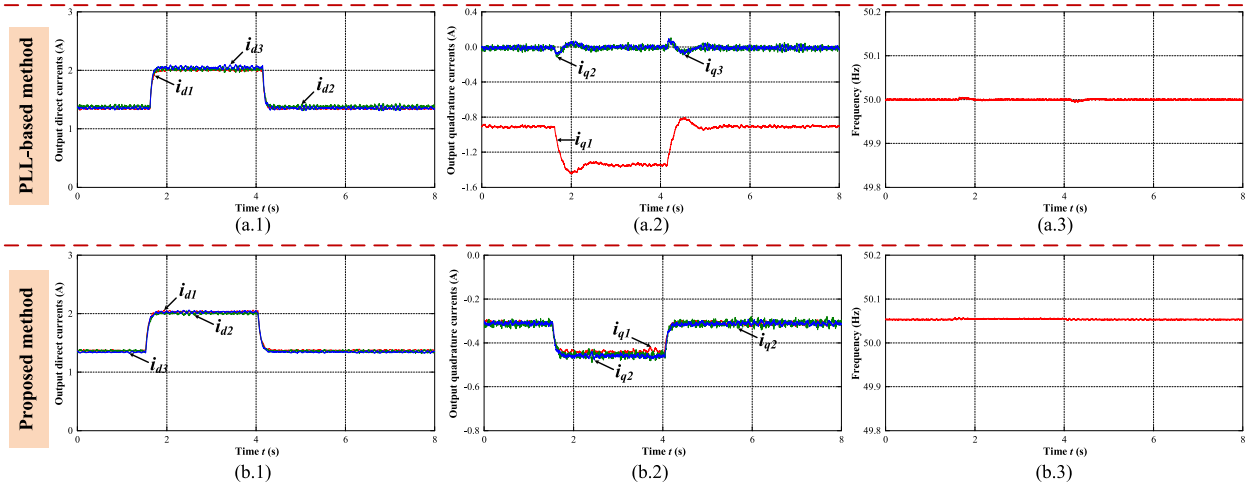 PLL-based method
Output direct currents (A)
3
2
1
0
0 2 4 6 8
i_d3
i_d1
i_d2
Time t (s)
(a.1)
Output quadrature currents (A)
0.4
0.0
-0.4
-0.8
-1.2
-1.6
0 2 4 6 8
i_q2
i_q3
i_q1
Time t (s)
(a.2)
Frequency (Hz)
50.2
50.1
50.0
49.9
49.8
0 2 4 6 8
Time t (s)
(a.3)
Proposed method
Output direct currents (A)
3
2
1
0
0 2 4 6 8
i_d1
i_d2
i_d3
Time t (s)
(b.1)
Output quadrature currents (A)
0.0
-0.2
-0.4
-0.6
-0.8
0 2 4 6 8
i_q1
i_q2
i_q2
Time t (s)
(b.2)
Frequency (Hz)
50.2
50.1
50.0
49.9
49.8
0 2 4 6 8
Time t (s)
(b.3)